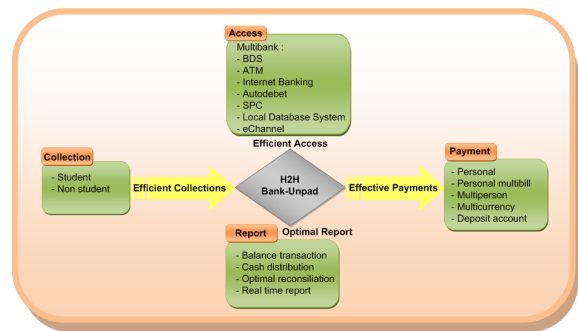 Access
Multibank :
- BDS
- ATM
- Internet Banking
- Autodebet
- SPC
- Local Database System
- eChannel
Efficient Access
Collection
- Student
- Non student
Efficient Collections
H2H
Bank-Unpad
Effective Payments
Payment
- Personal
- Personal multibill
- Multiperson
- Multicurrency
- Deposit account
Report
Optimal Report
- Balance transaction
- Cash distribution
- Optimal reconsiliation
- Real time report